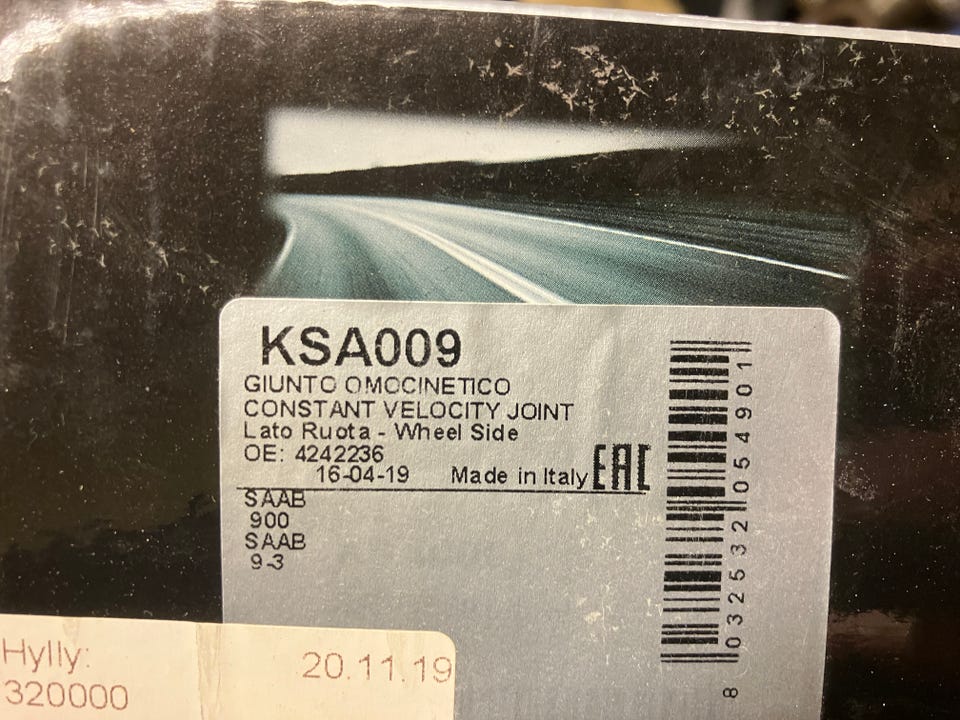 KSA009
GIUNTO OMOCINETICO
CONSTANT VELOCITY JOINT
Lato Ruota - Wheel Side
OE: 4242236
16-04-19 Made in Italy EAC
SAAB
900
SAAB
9-3
8 032532 054901
Hylly: 20.11.19
320000